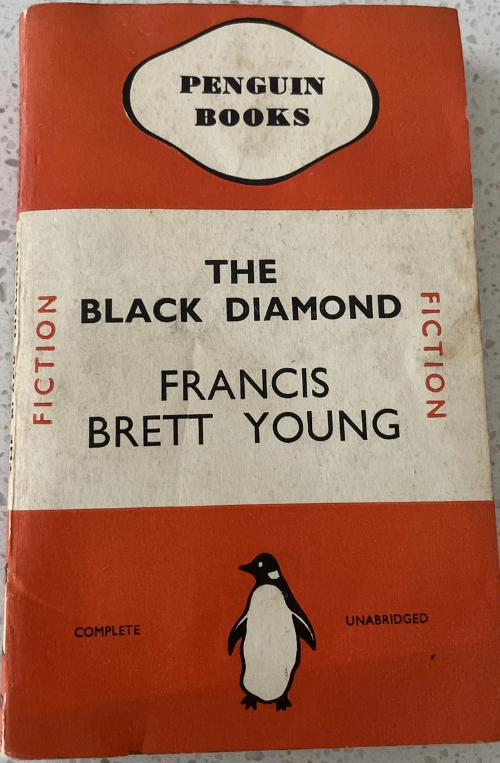 PENGUIN
BOOKS
THE
BLACK DIAMOND
FICTION
FICTION
FRANCIS
BRETT YOUNG
COMPLETE
UNABRIDGED